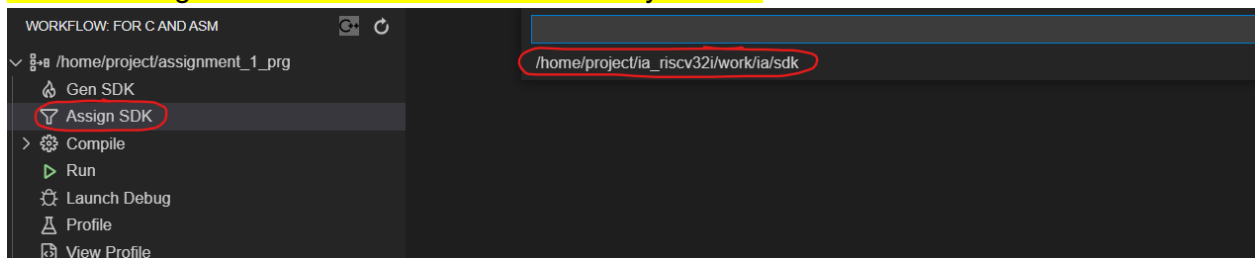 WORKFLOW: FOR C AND ASM
/home/project/assignment_1_prg
/home/project/ia_riscv32i/work/ia/sdk
Gen SDK
Assign SDK
Compile
Run
Launch Debug
Profile
View Profile